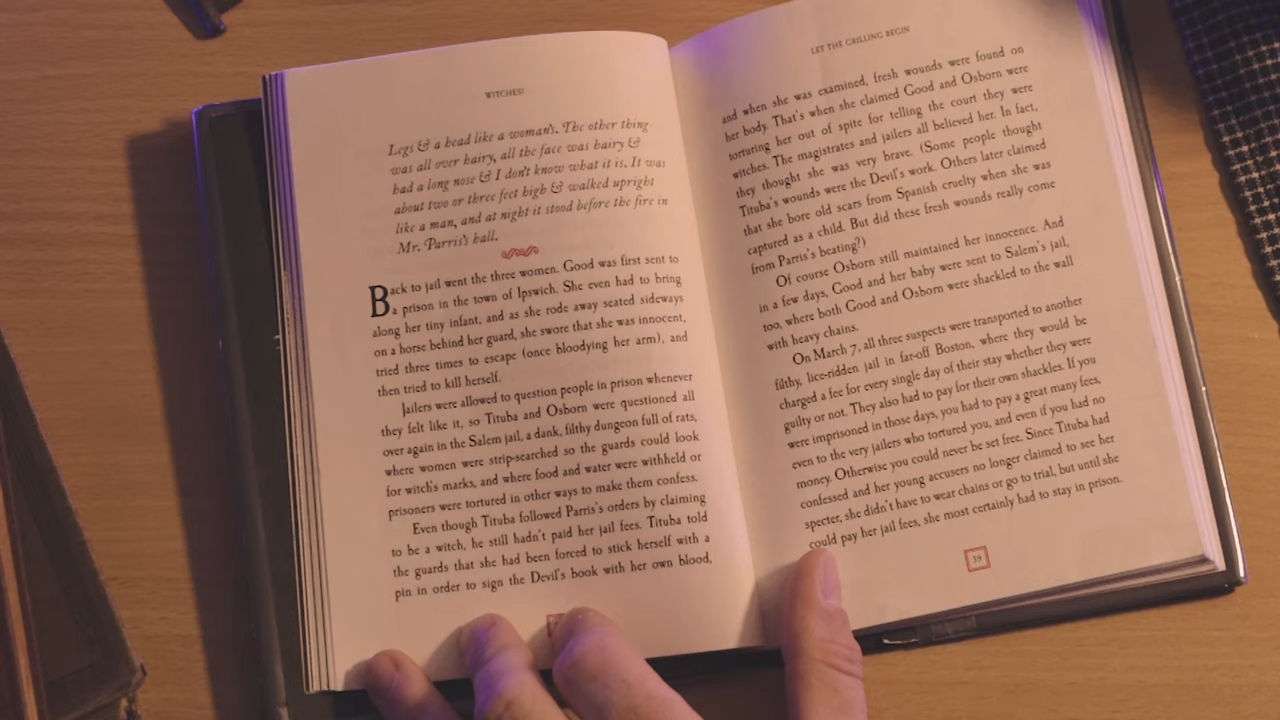 WITCHES!
Legs & a head like a woman's. The other thing
was all over hairy, all the face was hairy &
had a long nose & I don't know what it is. It was
about two or three feet high & walked upright
like a man, and at night it stood before the fire in
Mr. Parris's hall.
Back to jail went the three women. Good was first sent to
a prison in the town of Ipswich. She even had to bring
along her tiny infant, and as she rode away seated sideways
on a horse behind her guard, she swore that she was innocent,
tried three times to escape (once bloodying her arm), and
then tried to kill herself.
Jailers were allowed to question people in prison whenever
they felt like it, so Tituba and Osborn were questioned all
over again in the Salem jail, a dark, filthy dungeon full of rats,
where women were strip-searched so the guards could look
for witch's marks, and where food and water were withheld or
prisoners were tortured in other ways to make them confess.
Even though Tituba followed Parris's orders by claiming
to be a witch, he still hadn't paid her jail fees. Tituba told
the guards that she had been forced to stick herself with a
pin in order to sign the Devil's book with her own blood,
LET THE GRILLING BEGIN
and when she was examined, fresh wounds were found on
her body. That's when she claimed Good and Osborn were
torturing her out of spite for telling the court they were
witches. The magistrates and jailers all believed her. In fact,
they thought she was very brave. (Some people thought
Tituba's wounds were the Devil's work. Others later claimed
that she bore old scars from Spanish cruelty when she was
captured as a child. But did these fresh wounds really come
from Parris's beating?)
Of course Osborn still maintained her innocence. And
in a few days, Good and her baby were sent to Salem's jail,
too, where both Good and Osborn were shackled to the wall
with heavy chains.
On March 7, all three suspects were transported to another
filthy, lice-ridden jail in far-off Boston, where they would be
charged a fee for every single day of their stay whether they were
guilty or not. They also had to pay for their own shackles. If you
were imprisoned in those days, you had to pay a great many fees,
even to the very jailers who tortured you, and even if you had no
money. Otherwise you could never be set free. Since Tituba had
confessed and her young accusers no longer claimed to see her
specter, she didn't have to wear chains or go to trial, but until she
could pay her jail fees, she most certainly had to stay in prison.
39